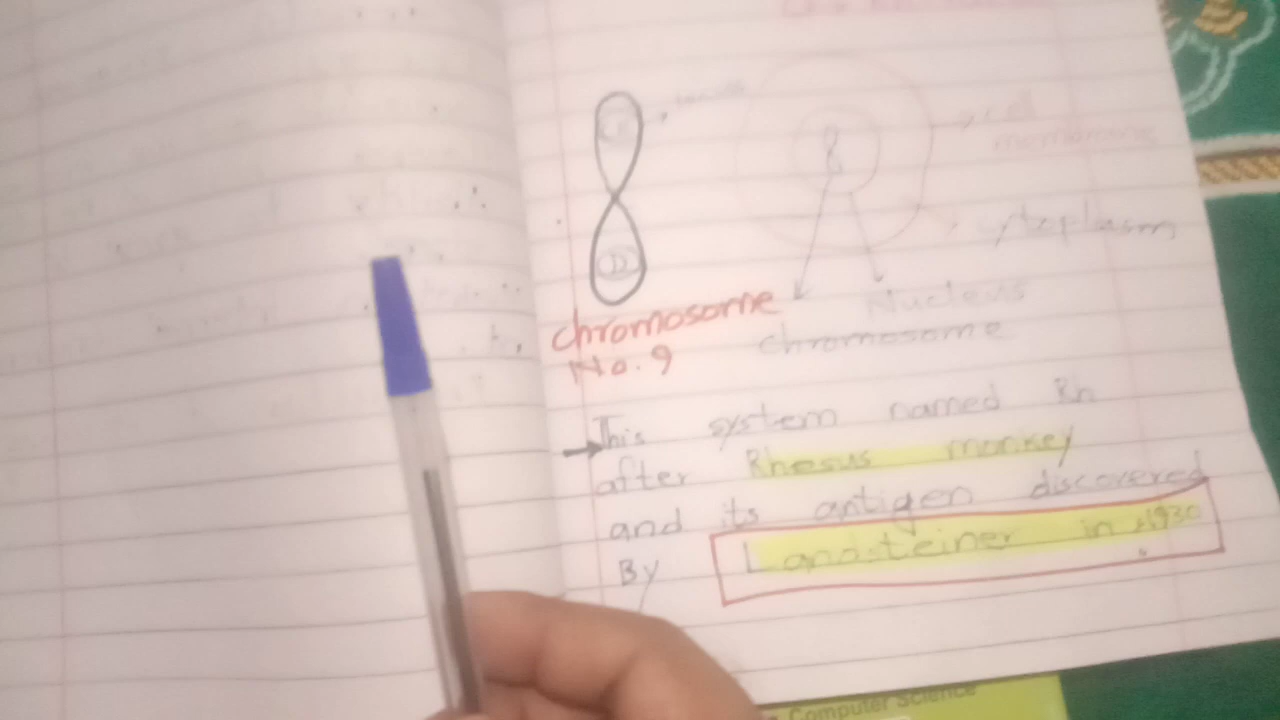 cell
membrane
cytoplasm
Nucleus
chromosome
chromosome
No. 9
This system named Rh
after Rhesus monkey
and its antigen discovered
By Landsteiner in 1930
Computer Science